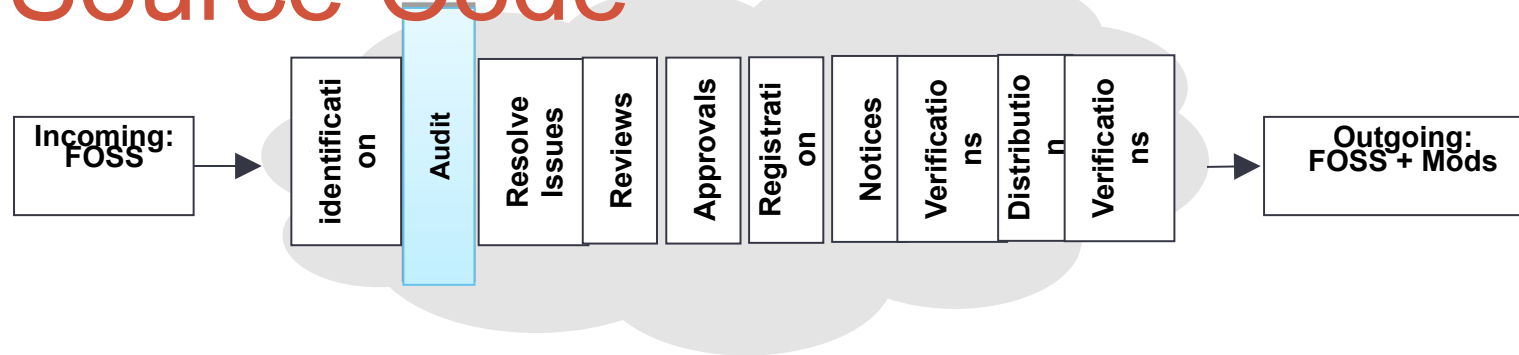 Source Code
Incoming:
FOSS
identificati
on
Audit
Resolve
Issues
Reviews
Approvals
Registrati
on
Notices
Verificatio
ns
Distributio
n
Verificatio
ns
Outgoing:
FOSS + Mods